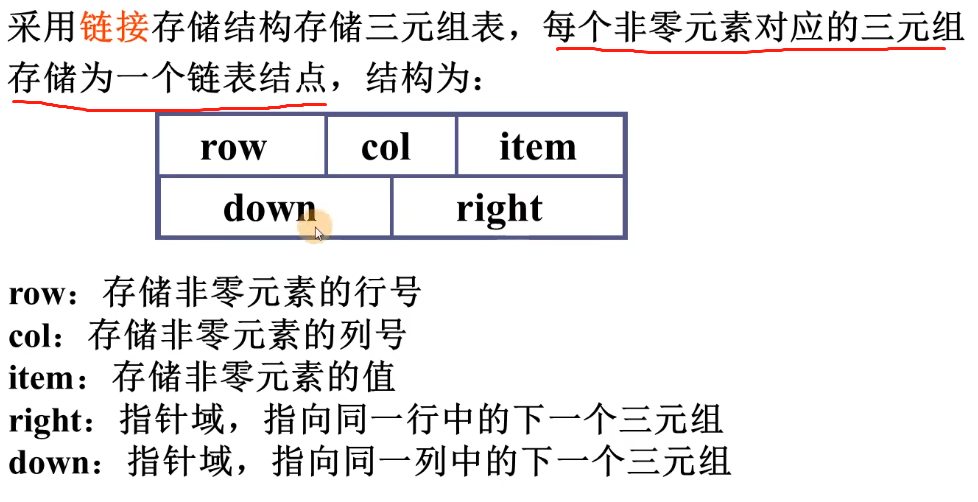 采用链接存储结构存储三元组表，每个非零元素对应的三元组
存储为一个链表结点，结构为：
row col item
down right
row：存储非零元素的行号
col：存储非零元素的列号
item：存储非零元素的值
right：指针域，指向同一行中的下一个三元组
down：指针域，指向同一列中的下一个三元组